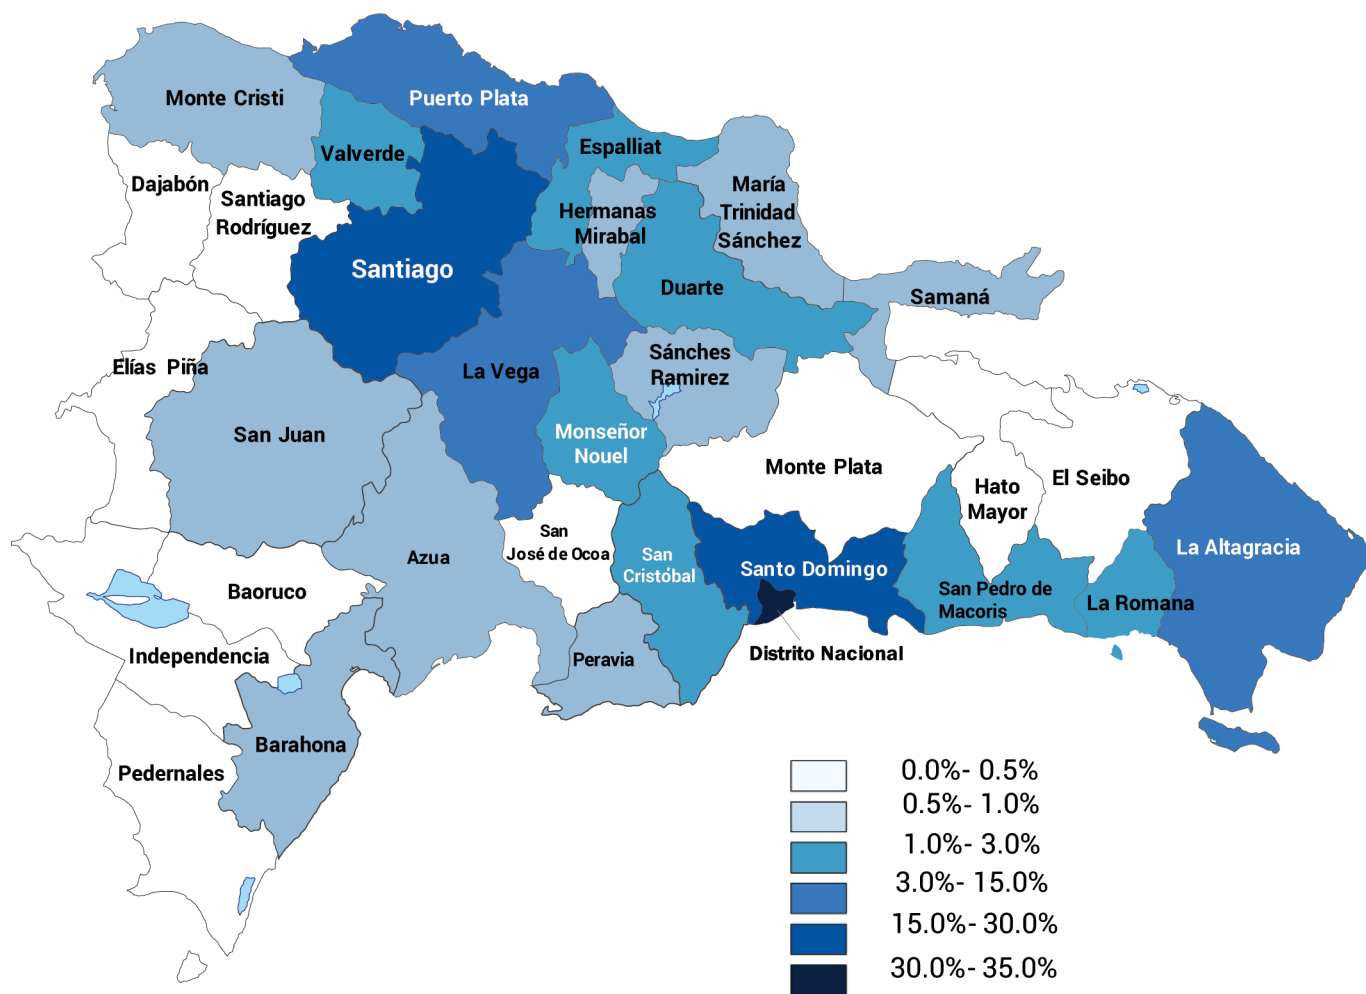 Monte Cristi
Puerto Plata
Valverde
Espalliat
Dajabón
Santiago
Rodríguez
María
Trinidad
Sánchez
Hermanas
Mirabal
Santiago
Duarte
Samaná
Elías Piña
La Vega
Sánches
Ramirez
San Juan
Monseñor
Nouel
Monte Plata
Hato
Mayor
El Seibo
San
José de Ocoa
Azua
San
Cristóbal
Santo Domingo
La Altagracia
Baoruco
San Pedro de
Macoris
La Romana
Independencia
Peravia
Distrito Nacional
Barahona
Pedernales
0.0%- 0.5%
0.5%- 1.0%
1.0%- 3.0%
3.0%- 15.0%
15.0%- 30.0%
30.0%- 35.0%